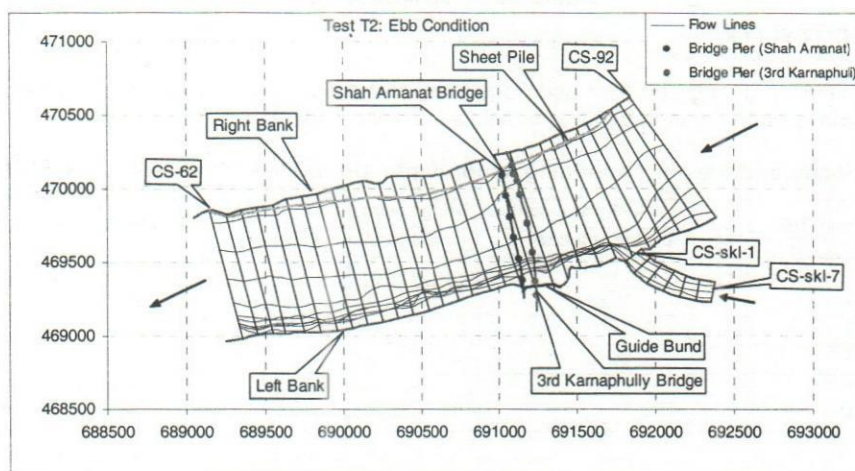 Test T2: Ebb Condition
Flow Lines
Bridge Pier (Shah Amanat)
Bridge Pier (3rd Karnaphui)
471000
470500
470000
469500
469000
468500
Sheet Pile
CS-92
Shah Amanat Bridge
Right Bank
CS-62
CS-skl-1
CS-skl-7
Guide Bund
3rd Karnaphully Bridge
Left Bank
688500 689000 689500 690000 690500 691000 691500 692000 692500 693000